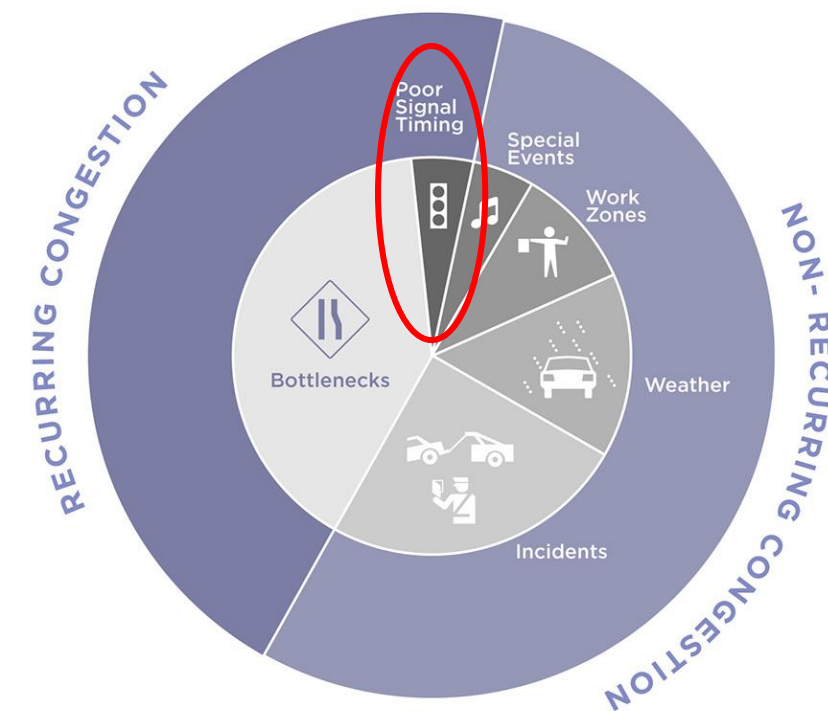 RECURRING CONGESTION
Poor
Signal
Timing
Special
Events
Work
Zones
NON- RECURRING CONGESTION
Bottlenecks
Weather
Incidents